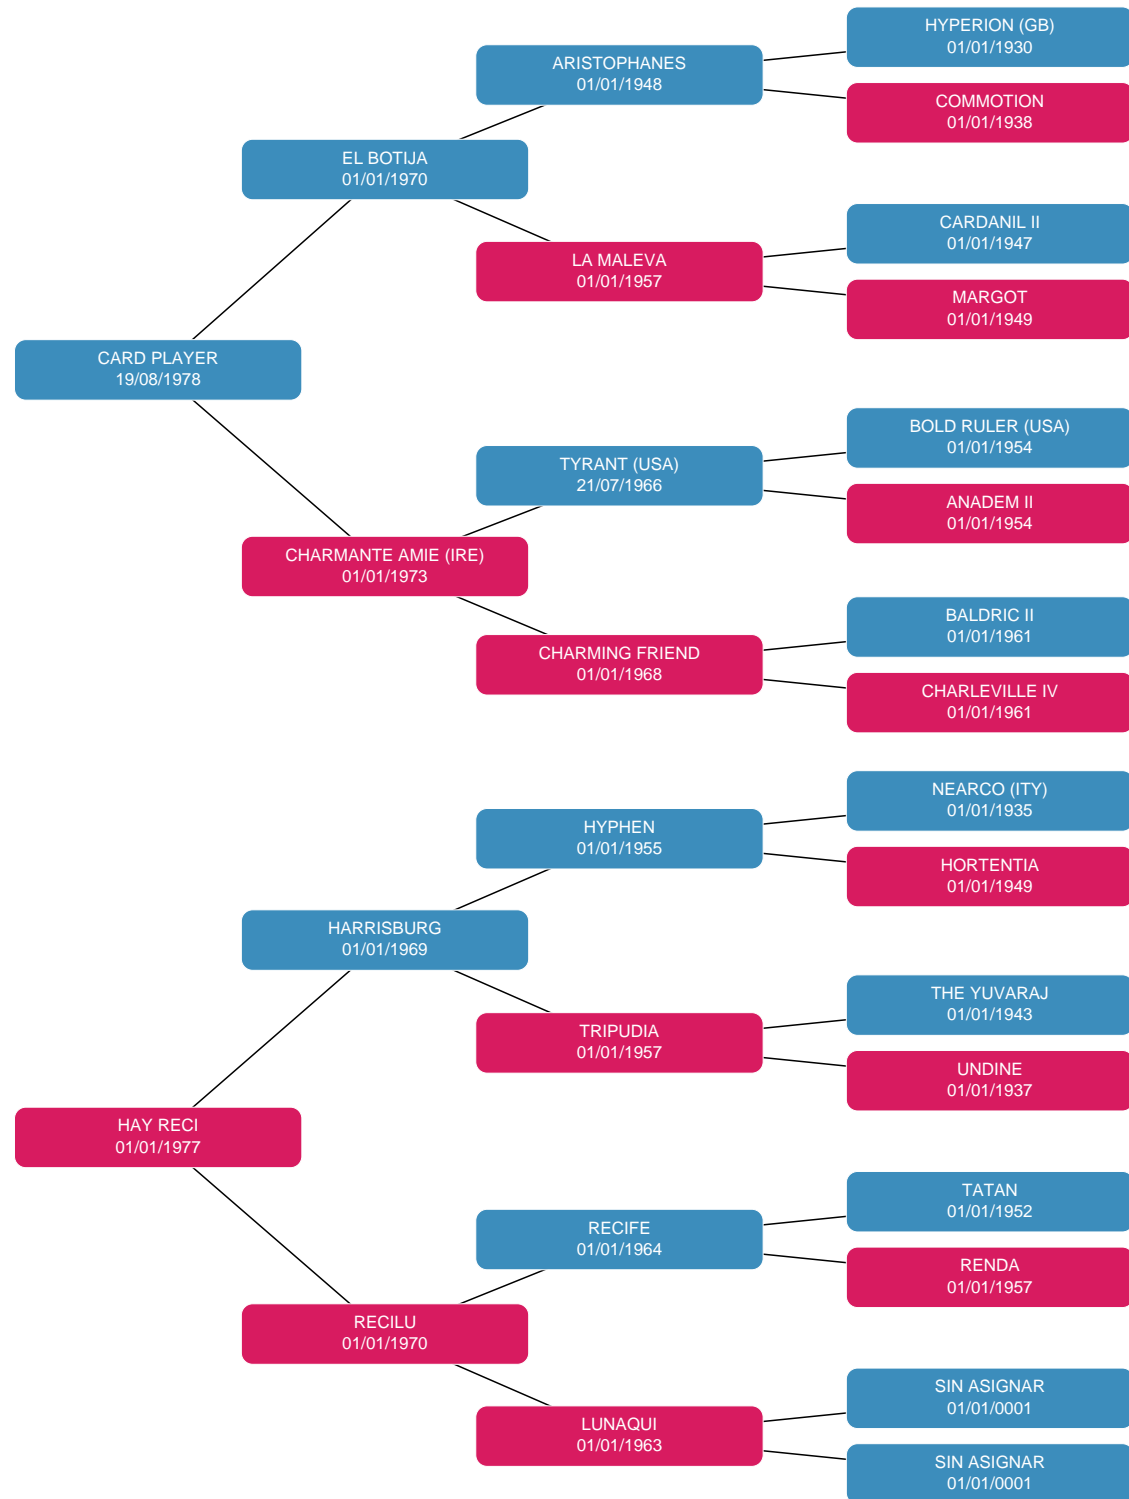 HYPERION (GB)
01/01/1930
ARISTOPHANES
01/01/1948
COMMOTION
01/01/1938
EL BOTIJA
01/01/1970
CARDANIL II
01/01/1947
LA MALEVA
01/01/1957
MARGOT
01/01/1949
CARD PLAYER
19/08/1978
BOLD RULER (USA)
01/01/1954
TYRANT (USA)
21/07/1966
ANADEM II
01/01/1954
CHARMANTE AMIE (IRE)
01/01/1973
BALDRIC II
01/01/1961
CHARMING FRIEND
01/01/1968
CHARLEVILLE IV
01/01/1961
NEARCO (ITY)
01/01/1935
HYPHEN
01/01/1955
HORTENTIA
01/01/1949
HARRISBURG
01/01/1969
THE YUVARAJ
01/01/1943
TRIPUDIA
01/01/1957
UNDINE
01/01/1937
HAY RECI
01/01/1977
TATAN
01/01/1952
RECIFE
01/01/1964
RENDA
01/01/1957
RECILU
01/01/1970
SIN ASIGNAR
01/01/0001
LUNAQUI
01/01/1963
SIN ASIGNAR
01/01/0001